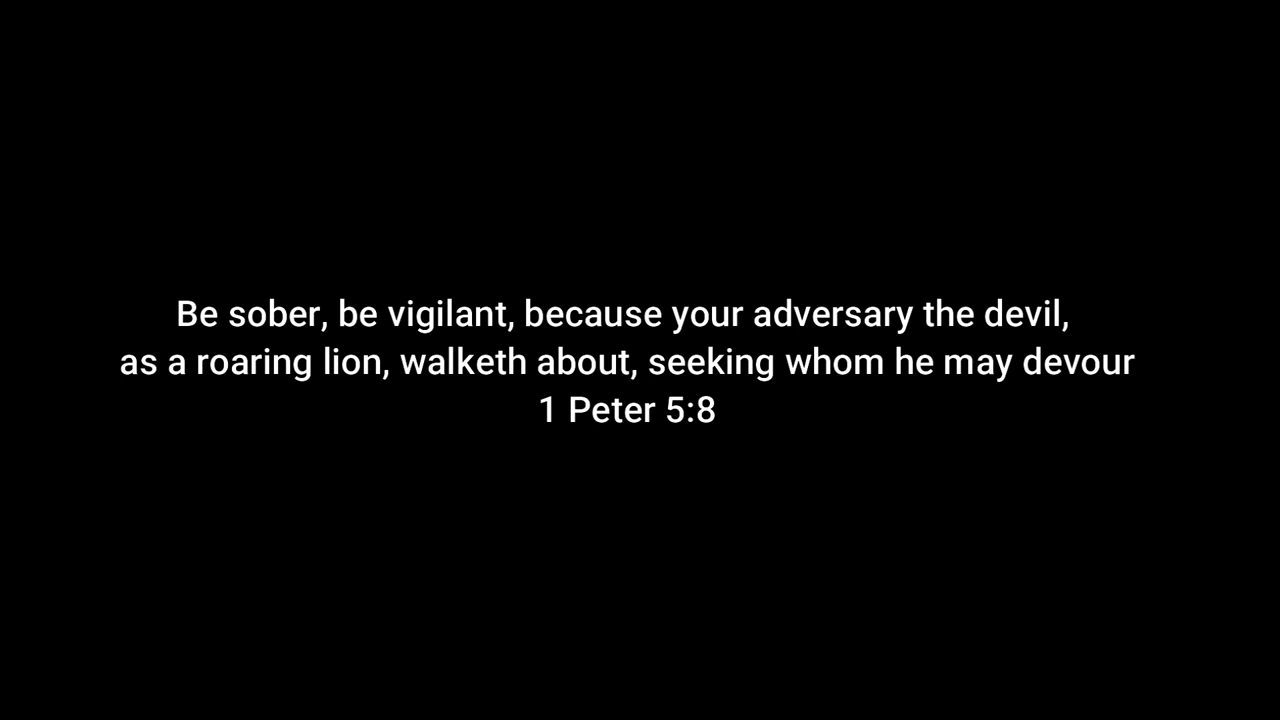 Be sober, be vigilant, because your adversary the devil,
as a roaring lion, walketh about, seeking whom he may devour
1 Peter 5:8